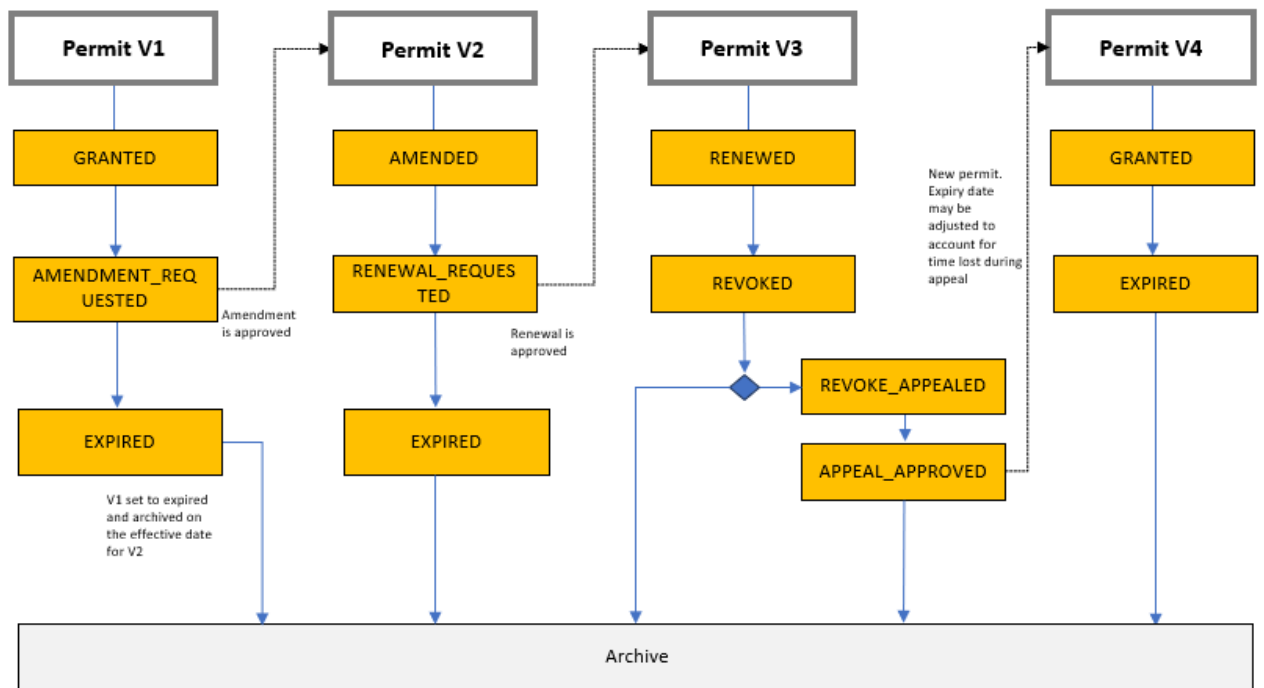 Permit V1
Permit V2
Permit V3
Permit V4
GRANTED
AMENDED
RENEWED
GRANTED
New permit.
Expiry date
may be
adjusted to
account for
time lost during
appeal
AMENDMENT_REQ
UESTED
RENEWAL_REQUES
TED
REVOKED
EXPIRED
Amendment
is approved
Renewal is
approved
REVOKE_APPEALED
EXPIRED
EXPIRED
APPEAL_APPROVED
V1 set to expired
and archived on
the effective date
for V2
Archive